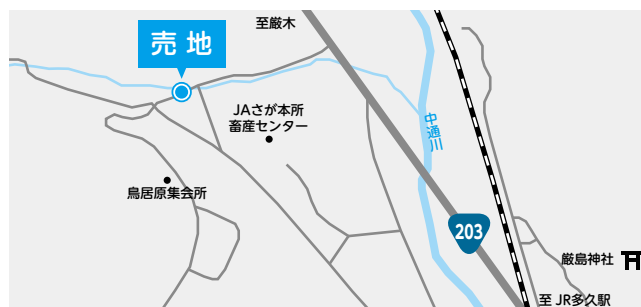 至厳木
売地
JAさが本所
畜産センター
中通川
鳥居原集会所
203
厳島神社
至 JR多久駅